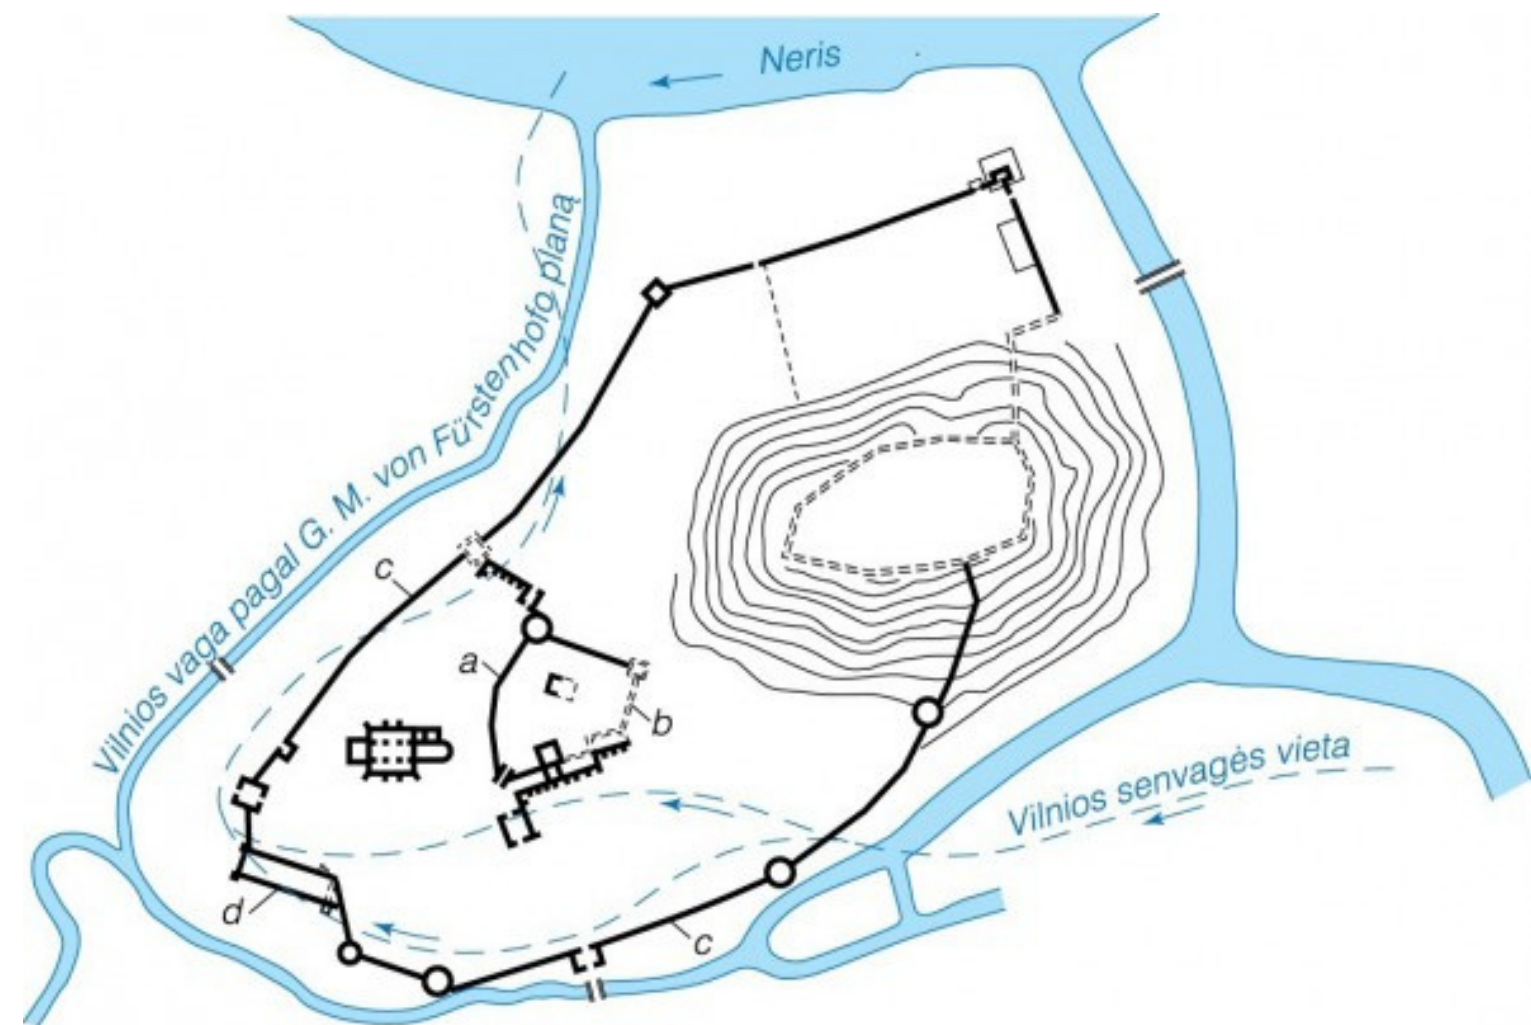 Neris
Vilnios vaga pagal G. M. von Fürstenhofo planą
c
a
b
Vilnios senvagės vieta
d
c